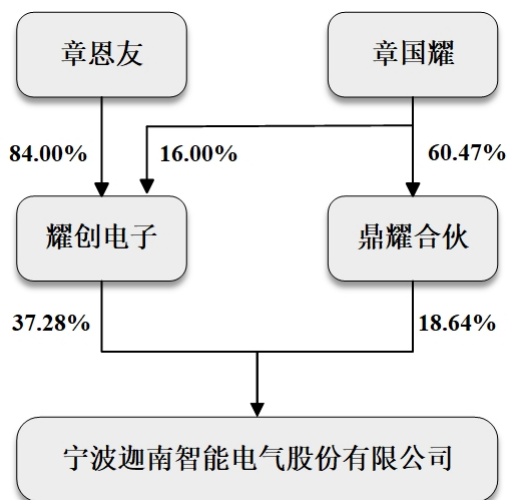 章恩友
章国耀
84.00%
16.00%
60.47%
耀创电子
鼎耀合伙
37.28%
18.64%
宁波迦南智能电气股份有限公司